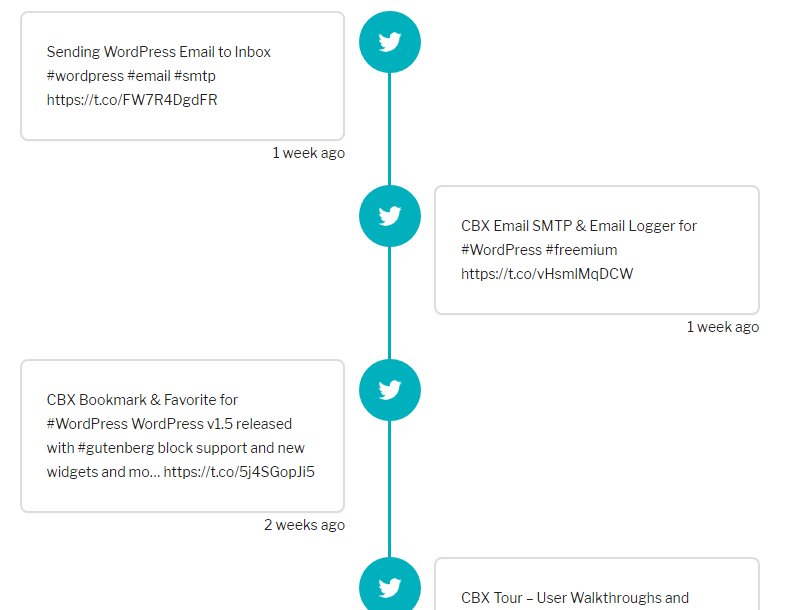 Sending WordPress Email to Inbox
#wordpress #email #smtp
https://t.co/FW7R4DgdFR
1 week ago
CBX Email SMTP & Email Logger for
#WordPress #freemium
https://t.co/vHsmlMqDCW
1 week ago
CBX Bookmark & Favorite for
#WordPress WordPress v1.5 released
with #gutenberg block support and new
widgets and mo... https://t.co/5j4SGopJi5
2 weeks ago
CBX Tour – User Walkthroughs and